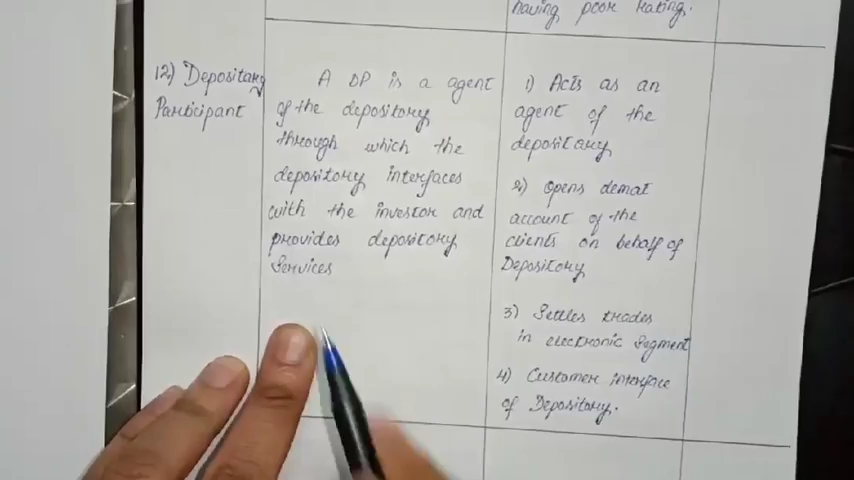 having poor rating.
12) Depositary
Participant
A DP is a agent
of the depository
through which the
depository interfaces
with the investor and
provides depository
Services
1) Acts as an
agent of the
depositary
2) Opens demat
account of the
clients on behalf of
Depository
3) Settles trades
in electronic segment
4) Customer interface
of Depository.